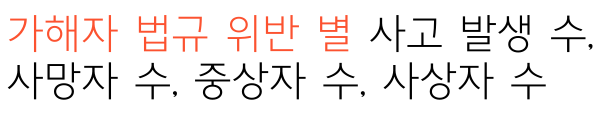 가해자 법규 위반 별 사고 발생 수,
사망자 수, 중상자 수, 사상자 수